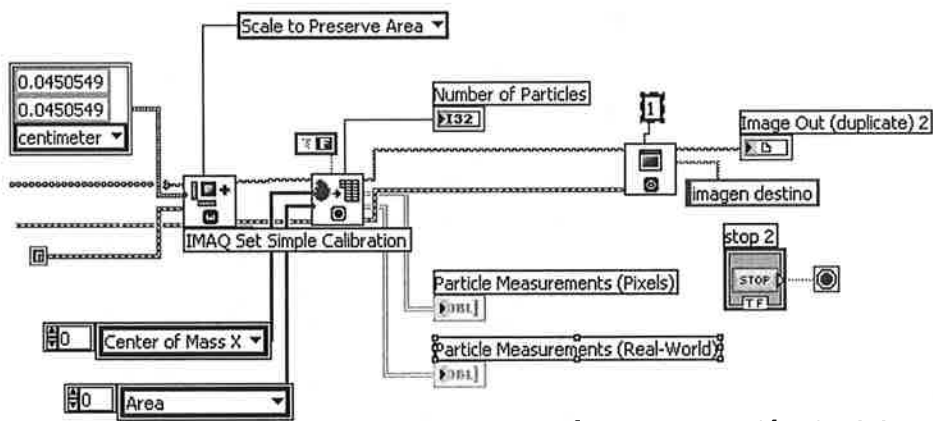 Scale to Preserve Area
0.0450549
0.0450549
centimeter
Number of Particles
I32
1
Image Out (duplicate) 2
imagen destino
IMAQ Set Simple Calibration
stop 2
STOP
TF
Particle Measurements (Pixels)
DBL
0
Center of Mass X
Particle Measurements (Real-World)
DBL
0
Area